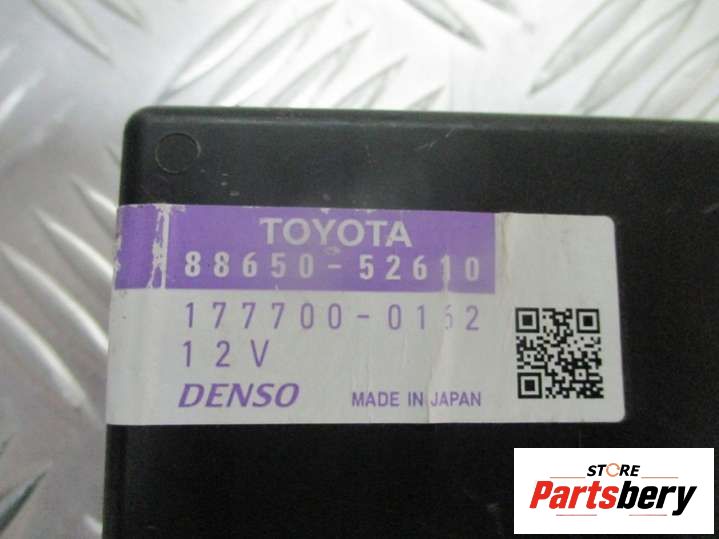 TOYOTA
88650-52610
177700-0162
12V
DENSO MADE IN JAPAN
STORE
Partsbery